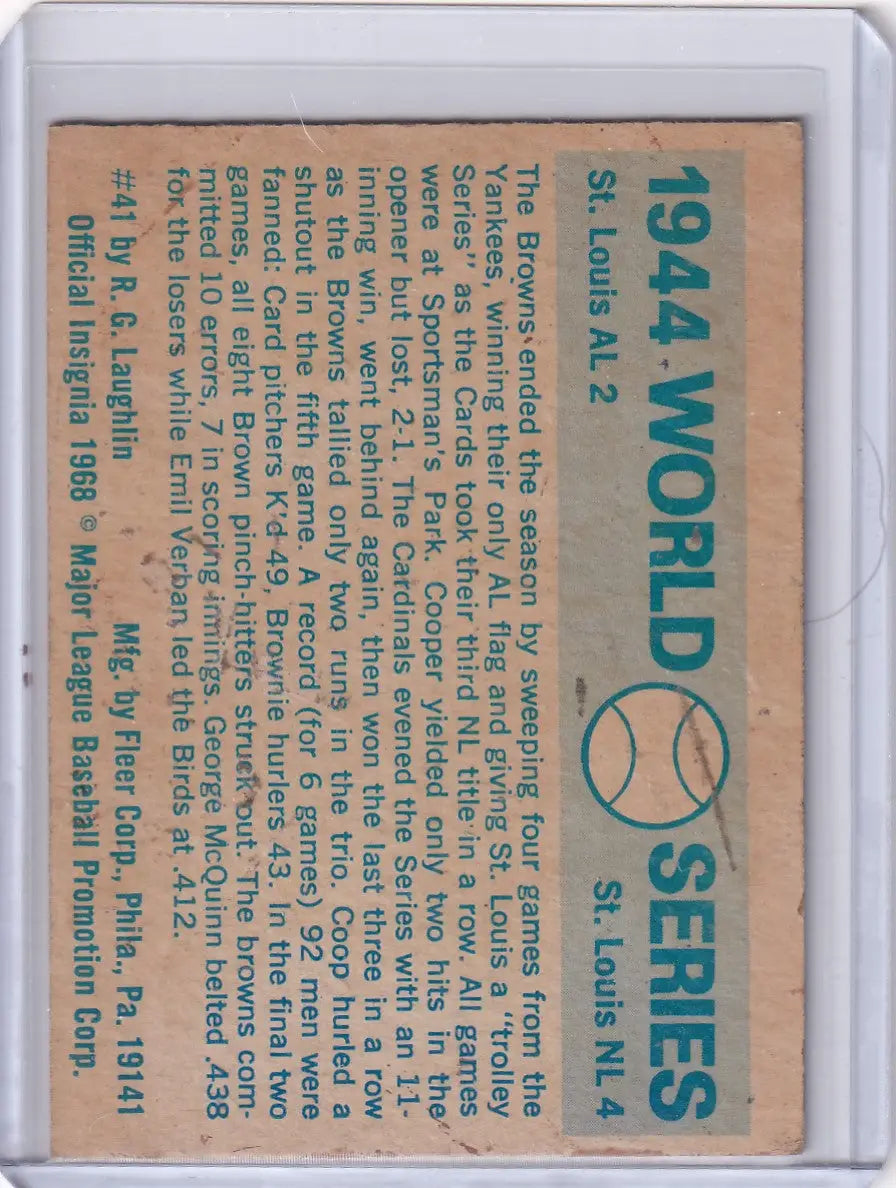 1944 WORLD SERIES
St. Louis AL 2 St. Louis NL 4
The Browns ended the season by sweeping four games from the
Yankees, winning their only AL flag and giving St. Louis a "trolley
Series" as the Cards took their third NL title in a row. All games
were at Sportsman's Park. Cooper yielded only two hits in the
opener but lost, 2-1. The Cardinals evened the Series with an 11-
inning win, went behind again, then won the last three in a row
as the Browns tallied only two runs in the trio. Coop hurled a
shutout in the fifth game. A record (for 6 games) 92 men were
fanned: Card pitchers K'd 49, Brownie hurlers 43. In the final two
games, all eight Brown pinch-hitters struck out. The browns com-
mitted 10 errors, 7 in scoring innings. George McQuinn belted .438
for the losers while Emil Verban led the Birds at .412.
#41 by R. G. Laughlin Mfg. by Fleer Corp., Phila., Pa. 19141
Official Insignia 1968 © Major League Baseball Promotion Corp.